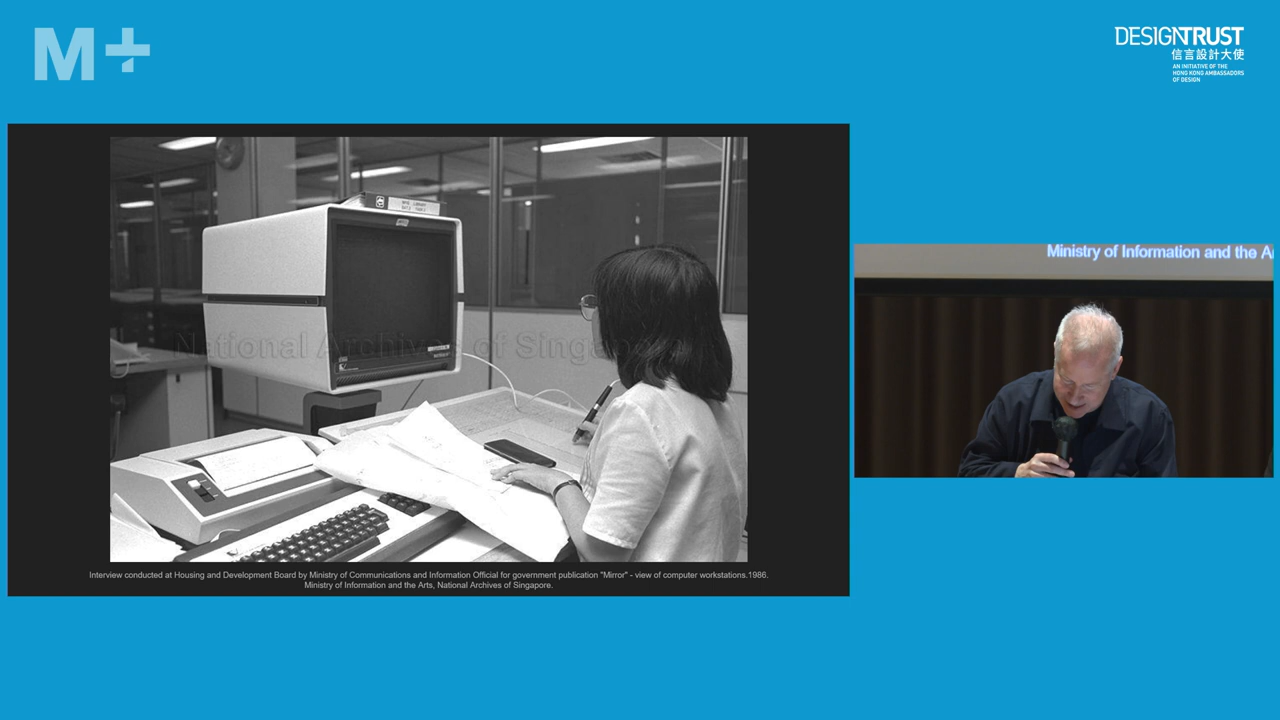 M+
DESIGNTRUST
信言設計大使
AN INITIATIVE OF THE
HONG KONG AMBASSADORS
OF DESIGN
Ministry of Information and the A
National Archives of Singapore
Interview conducted at Housing and Development Board by Ministry of Communications and Information Official for government publication "Mirror" - view of computer workstations.1986.
Ministry of Information and the Arts, National Archives of Singapore.